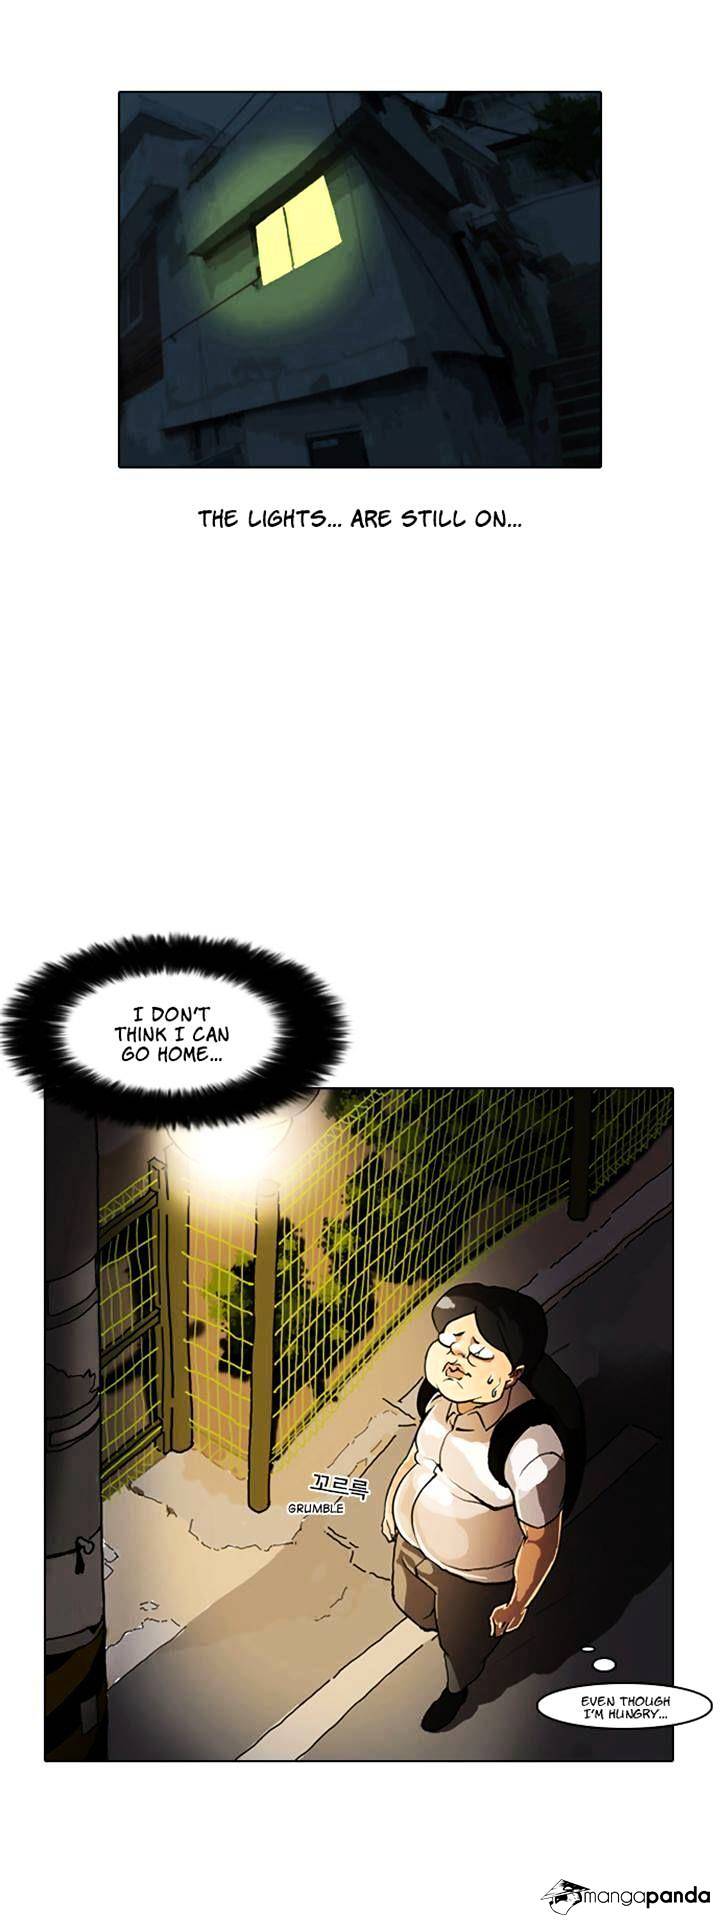 THE LIGHTS... ARE STILL ON...
I DON'T
THINK I CAN
GO HOME...
꼬르륵
GRUMBLE
EVEN THOUGH
I'M HUNGRY...
mangapanda